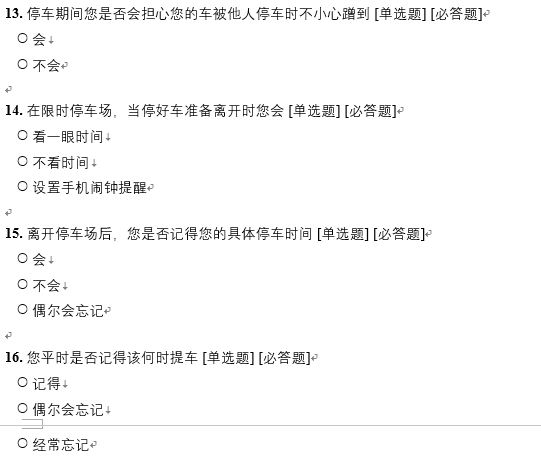 13. 停车期间您是否会担心您的车被他人停车时不小心蹭到 [单选题] [必答题]
○ 会
○ 不会
14. 在限时停车场，当停好车准备离开时您会 [单选题] [必答题]
○ 看一眼时间
○ 不看时间
○ 设置手机闹钟提醒
15. 离开停车场后，您是否记得您的具体停车时间 [单选题] [必答题]
○ 会
○ 不会
○ 偶尔会忘记
16. 您平时是否记得该何时提车 [单选题] [必答题]
○ 记得
○ 偶尔会忘记
○ 经常忘记